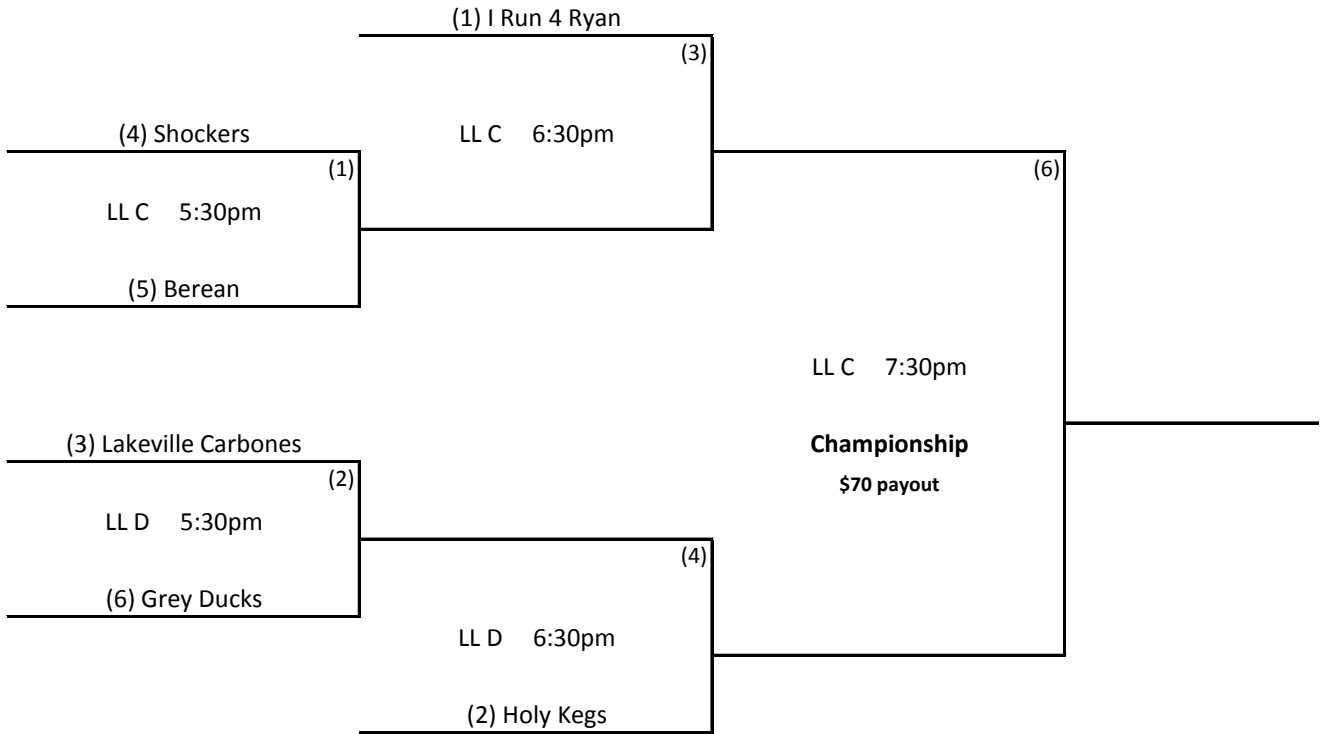 (1) I Run 4 Ryan
(3)
(4) Shockers
LL C 6:30pm
(1)
(6)
LL C 5:30pm
(5) Berean
LL C 7:30pm
(3) Lakeville Carbones
Championship
(2)
$70 payout
LL D 5:30pm
(4)
(6) Grey Ducks
LL D 6:30pm
(2) Holy Kegs